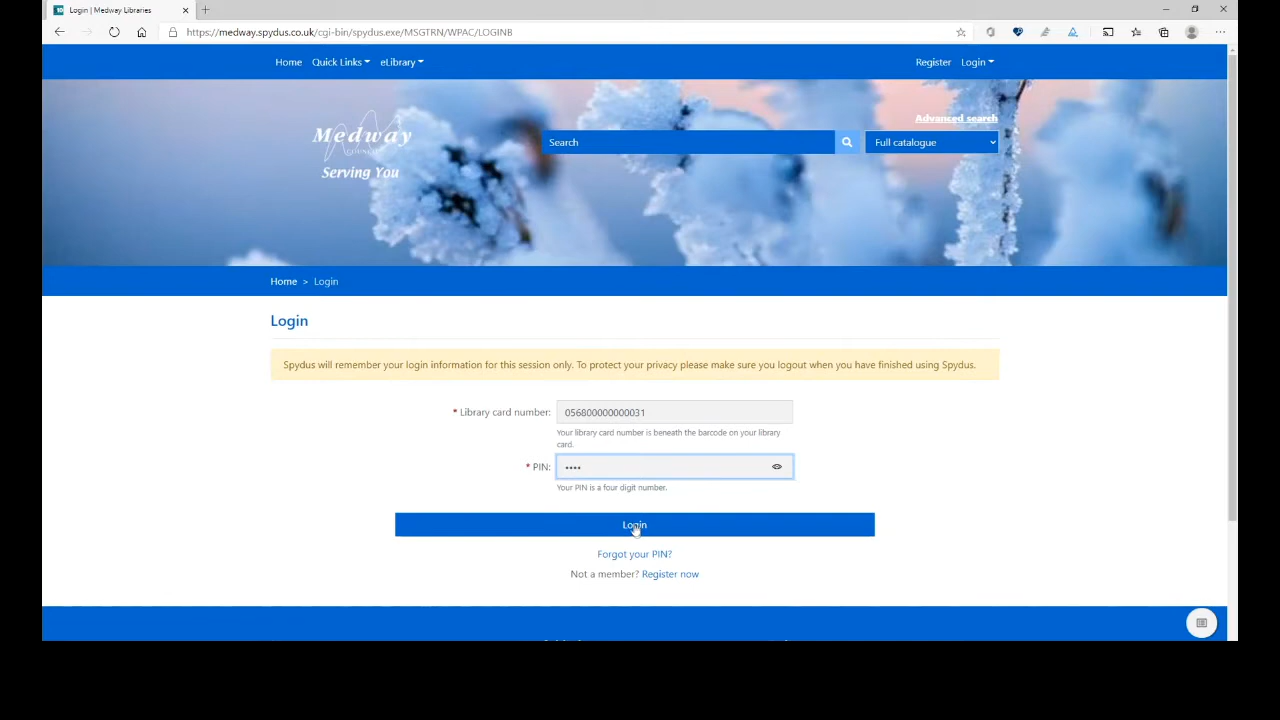 Login | Medway Libraries
https://medway.spydus.co.uk/cgi-bin/spydus.exe/MSGTRN/WPAC/LOGINB
Home Quick Links eLibrary Register Login
Advanced search
Medway
Serving You
Search Full catalogue
Home > Login
Login
Spydus will remember your login information for this session only. To protect your privacy please make sure you logout when you have finished using Spydus.
* Library card number: 056800000000031
Your library card number is beneath the barcode on your library
card.
* PIN: ••••
Your PIN is a four digit number.
Login
Forgot your PIN?
Not a member? Register now